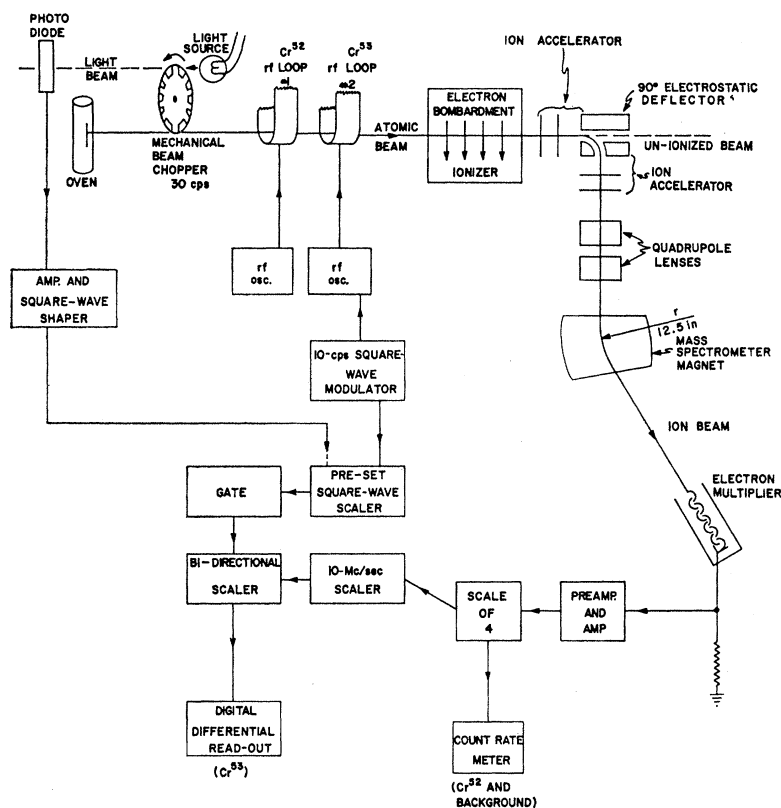 PHOTO
DIODE
LIGHT
BEAM
LIGHT
SOURCE
Cr52
rf LOOP
#1
Cr53
rf LOOP
#2
ION ACCELERATOR
90° ELECTROSTATIC
DEFLECTOR
ELECTRON
BOMBARDMENT
IONIZER
ATOMIC
BEAM
UN-IONIZED BEAM
OVEN
MECHANICAL
BEAM
CHOPPER
30 cps
ION
ACCELERATOR
QUADRUPOLE
LENSES
rf
osc.
rf
osc.
AMP. AND
SQUARE-WAVE
SHAPER
r
12.5 in
MASS
SPECTROMETER
MAGNET
10-cps SQUARE-
WAVE
MODULATOR
ION BEAM
ELECTRON
MULTIPLIER
GATE
PRE-SET
SQUARE-WAVE
SCALER
BI-DIRECTIONAL
SCALER
10-Mc/sec
SCALER
SCALE
OF
4
PREAMP.
AND
AMP
DIGITAL
DIFFERENTIAL
READ-OUT
(Cr53)
COUNT RATE
METER
(Cr52 AND
BACKGROUND)